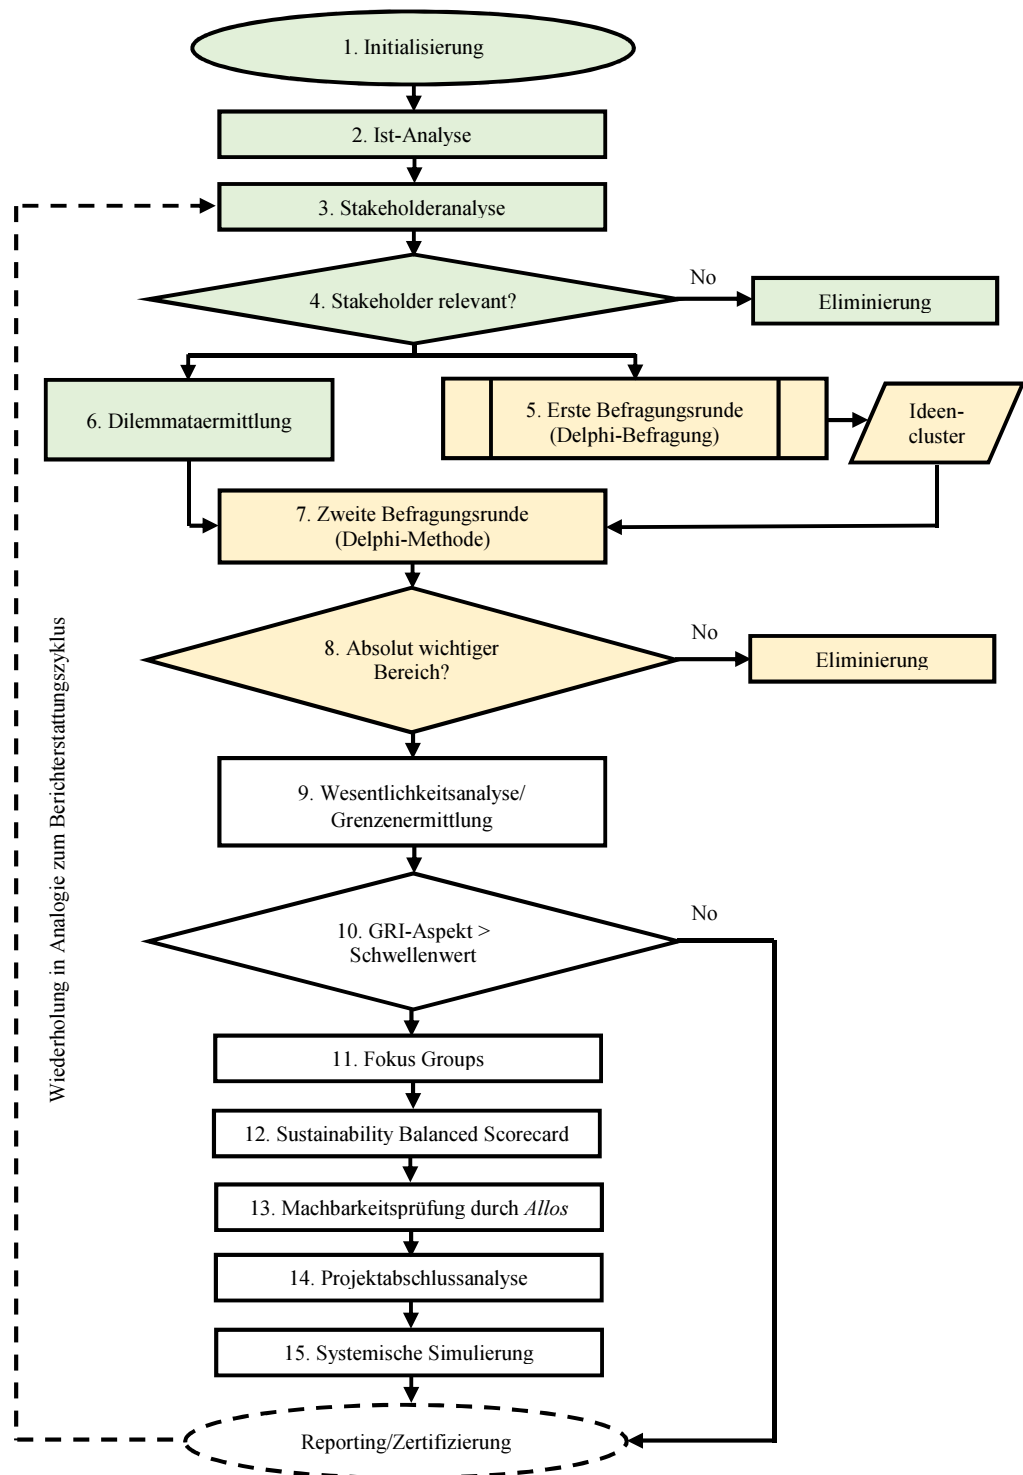 1. Initialisierung
2. Ist-Analyse
3. Stakeholderanalyse
4. Stakeholder relevant?
No
Eliminierung
6. Dilemmataermittlung
5. Erste Befragungsrunde
(Delphi-Befragung)
Ideen-
cluster
7. Zweite Befragungsrunde
(Delphi-Methode)
8. Absolut wichtiger
Bereich?
No
Eliminierung
9. Wesentlichkeitsanalyse/
Grenzenermittlung
10. GRI-Aspekt >
Schwellenwert
No
11. Fokus Groups
12. Sustainability Balanced Scorecard
13. Machbarkeitsprüfung durch Allos
14. Projektabschlussanalyse
15. Systemische Simulierung
Reporting/Zertifizierung
Wiederholung in Analogie zum Berichterstattungszyklus